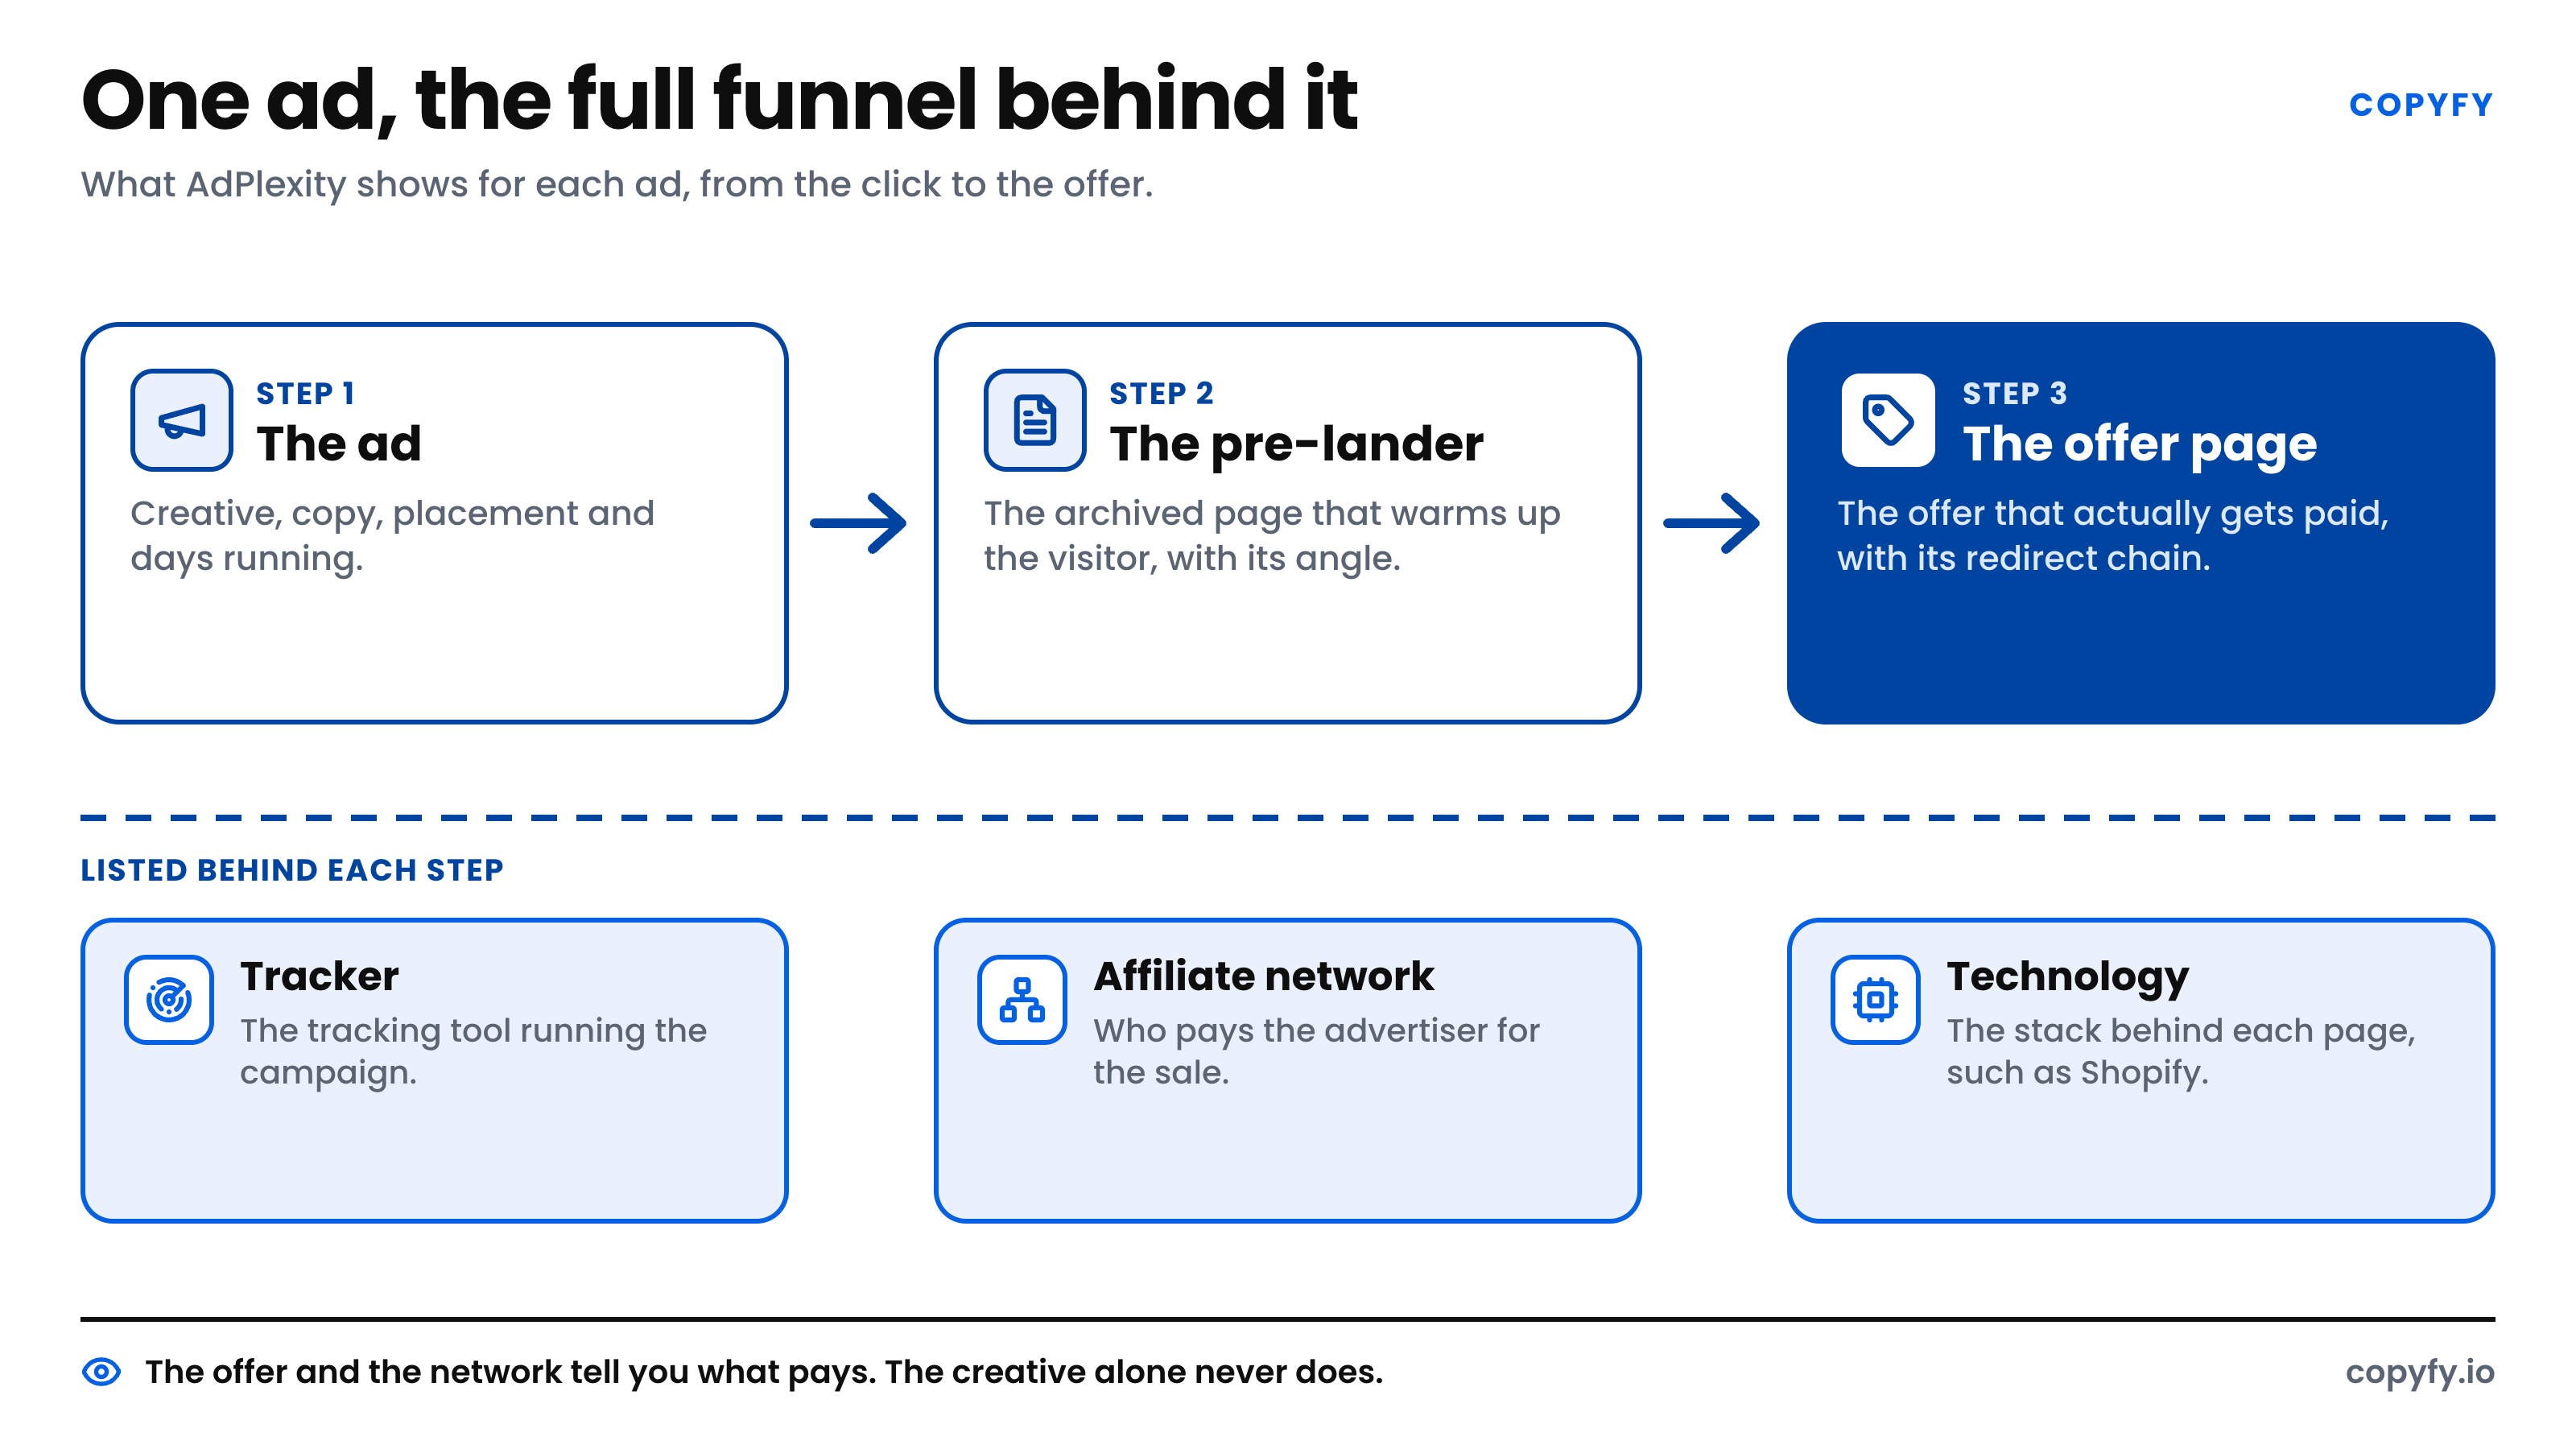 One ad, the full funnel behind it
COPYFY
What AdPlexity shows for each ad, from the click to the offer.
STEP 1
The ad
Creative, copy, placement and
days running.
STEP 2
The pre-lander
The archived page that warms up
the visitor, with its angle.
STEP 3
The offer page
The offer that actually gets paid,
with its redirect chain.
LISTED BEHIND EACH STEP
Tracker
The tracking tool running the
campaign.
Affiliate network
Who pays the advertiser for
the sale.
Technology
The stack behind each page,
such as Shopify.
The offer and the network tell you what pays. The creative alone never does.
copyfy.io